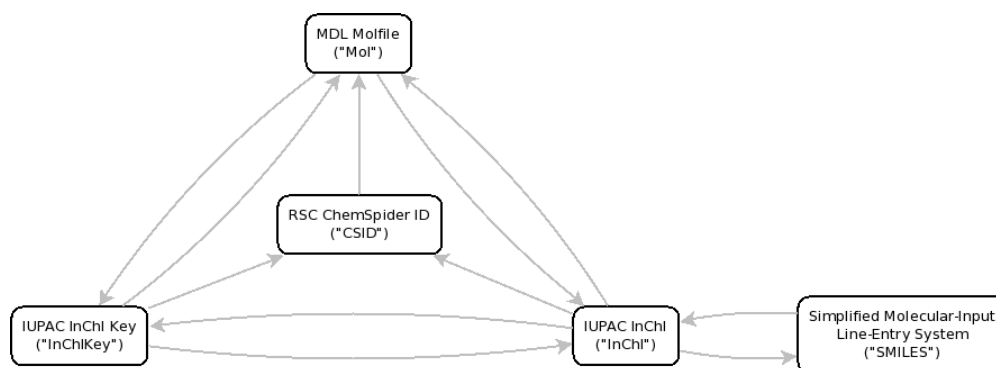 MDL Molfile
("Mol")
RSC ChemSpider ID
("CSID")
IUPAC InChI Key
("InChIKey")
IUPAC InChI
("InChI")
Simplified Molecular-Input
Line-Entry System
("SMILES")